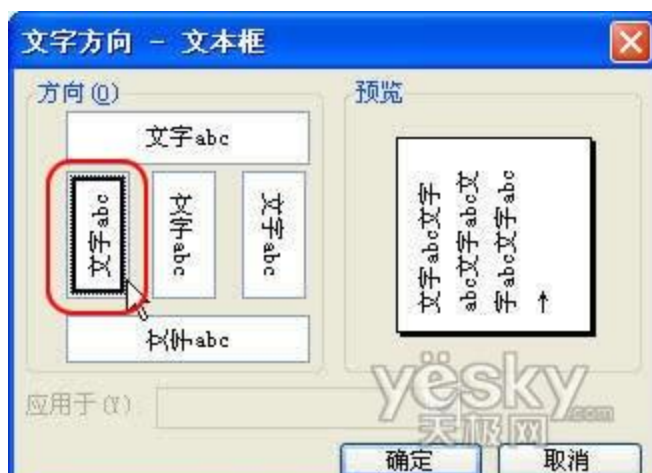 文字方向 - 文本框
方向(O)
预览
文字abc
文字abc
文字abc
文字abc
文字abc
文字abc文字
abc文字abc文
字abc文字abc
↑
应用于(Y)
yësky
.com
天极网
确定
取消